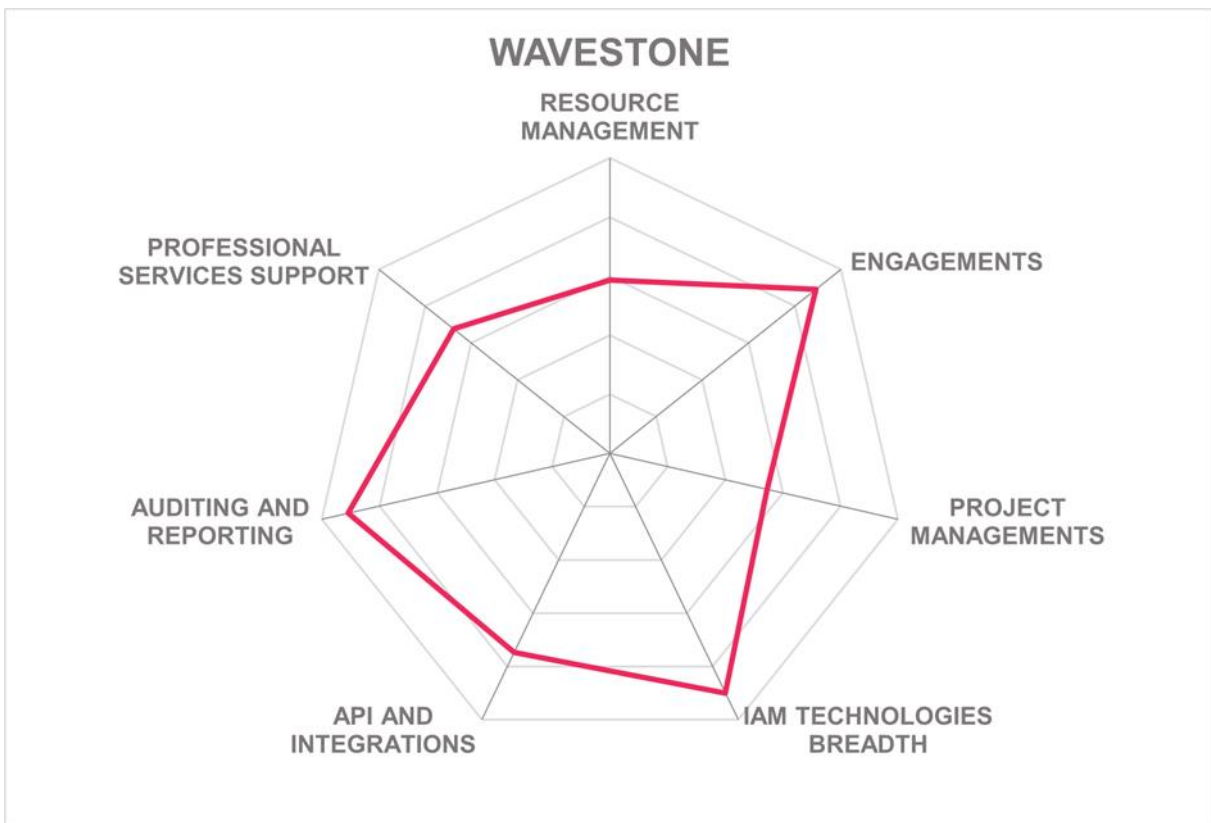 WAVESTONE
RESOURCE
MANAGEMENT
PROFESSIONAL
SERVICES SUPPORT
ENGAGEMENTS
AUDITING AND
REPORTING
PROJECT
MANAGEMENTS
API AND
INTEGRATIONS
IAM TECHNOLOGIES
BREADTH